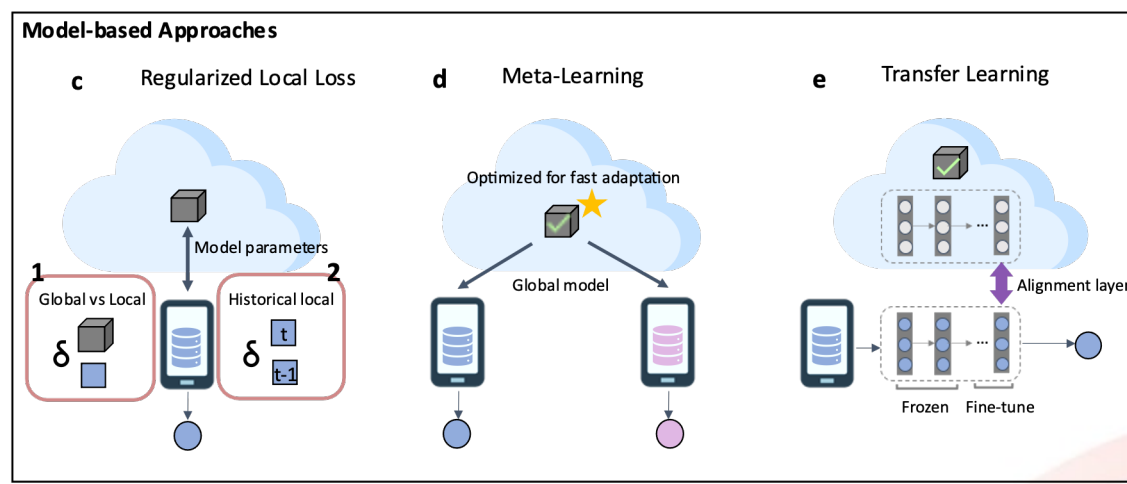 Model-based Approaches
c
Regularized Local Loss
Model parameters
1
Global vs Local
δ
2
Historical local
δ
t
t-1
d
Meta-Learning
Optimized for fast adaptation
Global model
e
Transfer Learning
...
Alignment layer
...
Frozen
Fine-tune